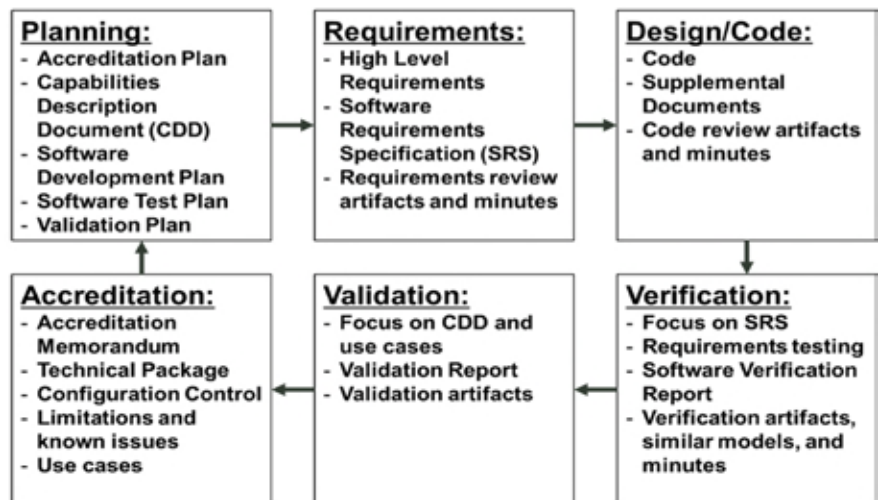 Planning:
- Accreditation Plan
- Capabilities
Description
Document (CDD)
- Software
Development Plan
- Software Test Plan
- Validation Plan
Requirements:
- High Level
Requirements
- Software
Requirements
Specification (SRS)
- Requirements review
artifacts and minutes
Design/Code:
- Code
- Supplemental
Documents
- Code review artifacts
and minutes
Accreditation:
- Accreditation
Memorandum
- Technical Package
- Configuration Control
- Limitations and
known issues
- Use cases
Validation:
- Focus on CDD and
use cases
- Validation Report
- Validation artifacts
Verification:
- Focus on SRS
- Requirements testing
- Software Verification
Report
- Verification artifacts,
similar models, and
minutes